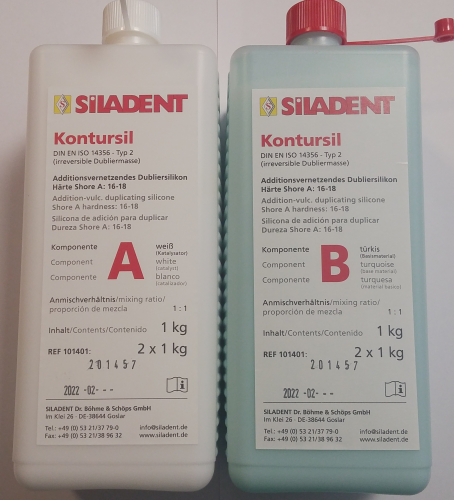 SILADENT
Kontursil
DIN EN ISO 14356 - Typ 2
(irreversible Dubliermasse)
Additionsvernetzendes Dubliersilikon
Härte Shore A: 16-18
Addition-vulc. duplicating silicone
Shore A hardness: 16-18
Silicona de adición para duplicar
Dureza Shore A: 16-18
Komponente A weiß
(Katalysator)
Component white
(catalyst)
Componente blanco
(catalizador)
Anmischverhältnis/mixing ratio/
proporción de mezcla 1 : 1
Inhalt/Contents/Contenido 1 kg
REF 101401: 2 x 1 kg
201457
2022 -02- - -
SILADENT Dr. Böhme & Schöps GmbH
Im Klei 26 · DE-38644 Goslar
Tel.: +49 (0) 53 21/37 79-0 info@siladent.de
Fax: +49 (0) 53 21/38 96 32 www.siladent.de
SILADENT
Kontursil
DIN EN ISO 14356 - Typ 2
(irreversible Dubliermasse)
Additionsvernetzendes Dubliersilikon
Härte Shore A: 16-18
Addition-vulc. duplicating silicone
Shore A hardness: 16-18
Silicona de adición para duplicar
Dureza Shore A: 16-18
Komponente B türkis
(Basismaterial)
Component turquoise
(base material)
Componente turquesa
(material basico)
Anmischverhältnis/mixing ratio/
proporción de mezcla 1 : 1
Inhalt/Contents/Contenido 1 kg
REF 101401: 2 x 1 kg
201457
2022 -02- - -
SILADENT Dr. Böhme & Schöps GmbH
Im Klei 26 · DE-38644 Goslar
Tel.: +49 (0) 53 21/37 79-0 info@siladent.de
Fax: +49 (0) 53 21/38 96 32 www.siladent.de